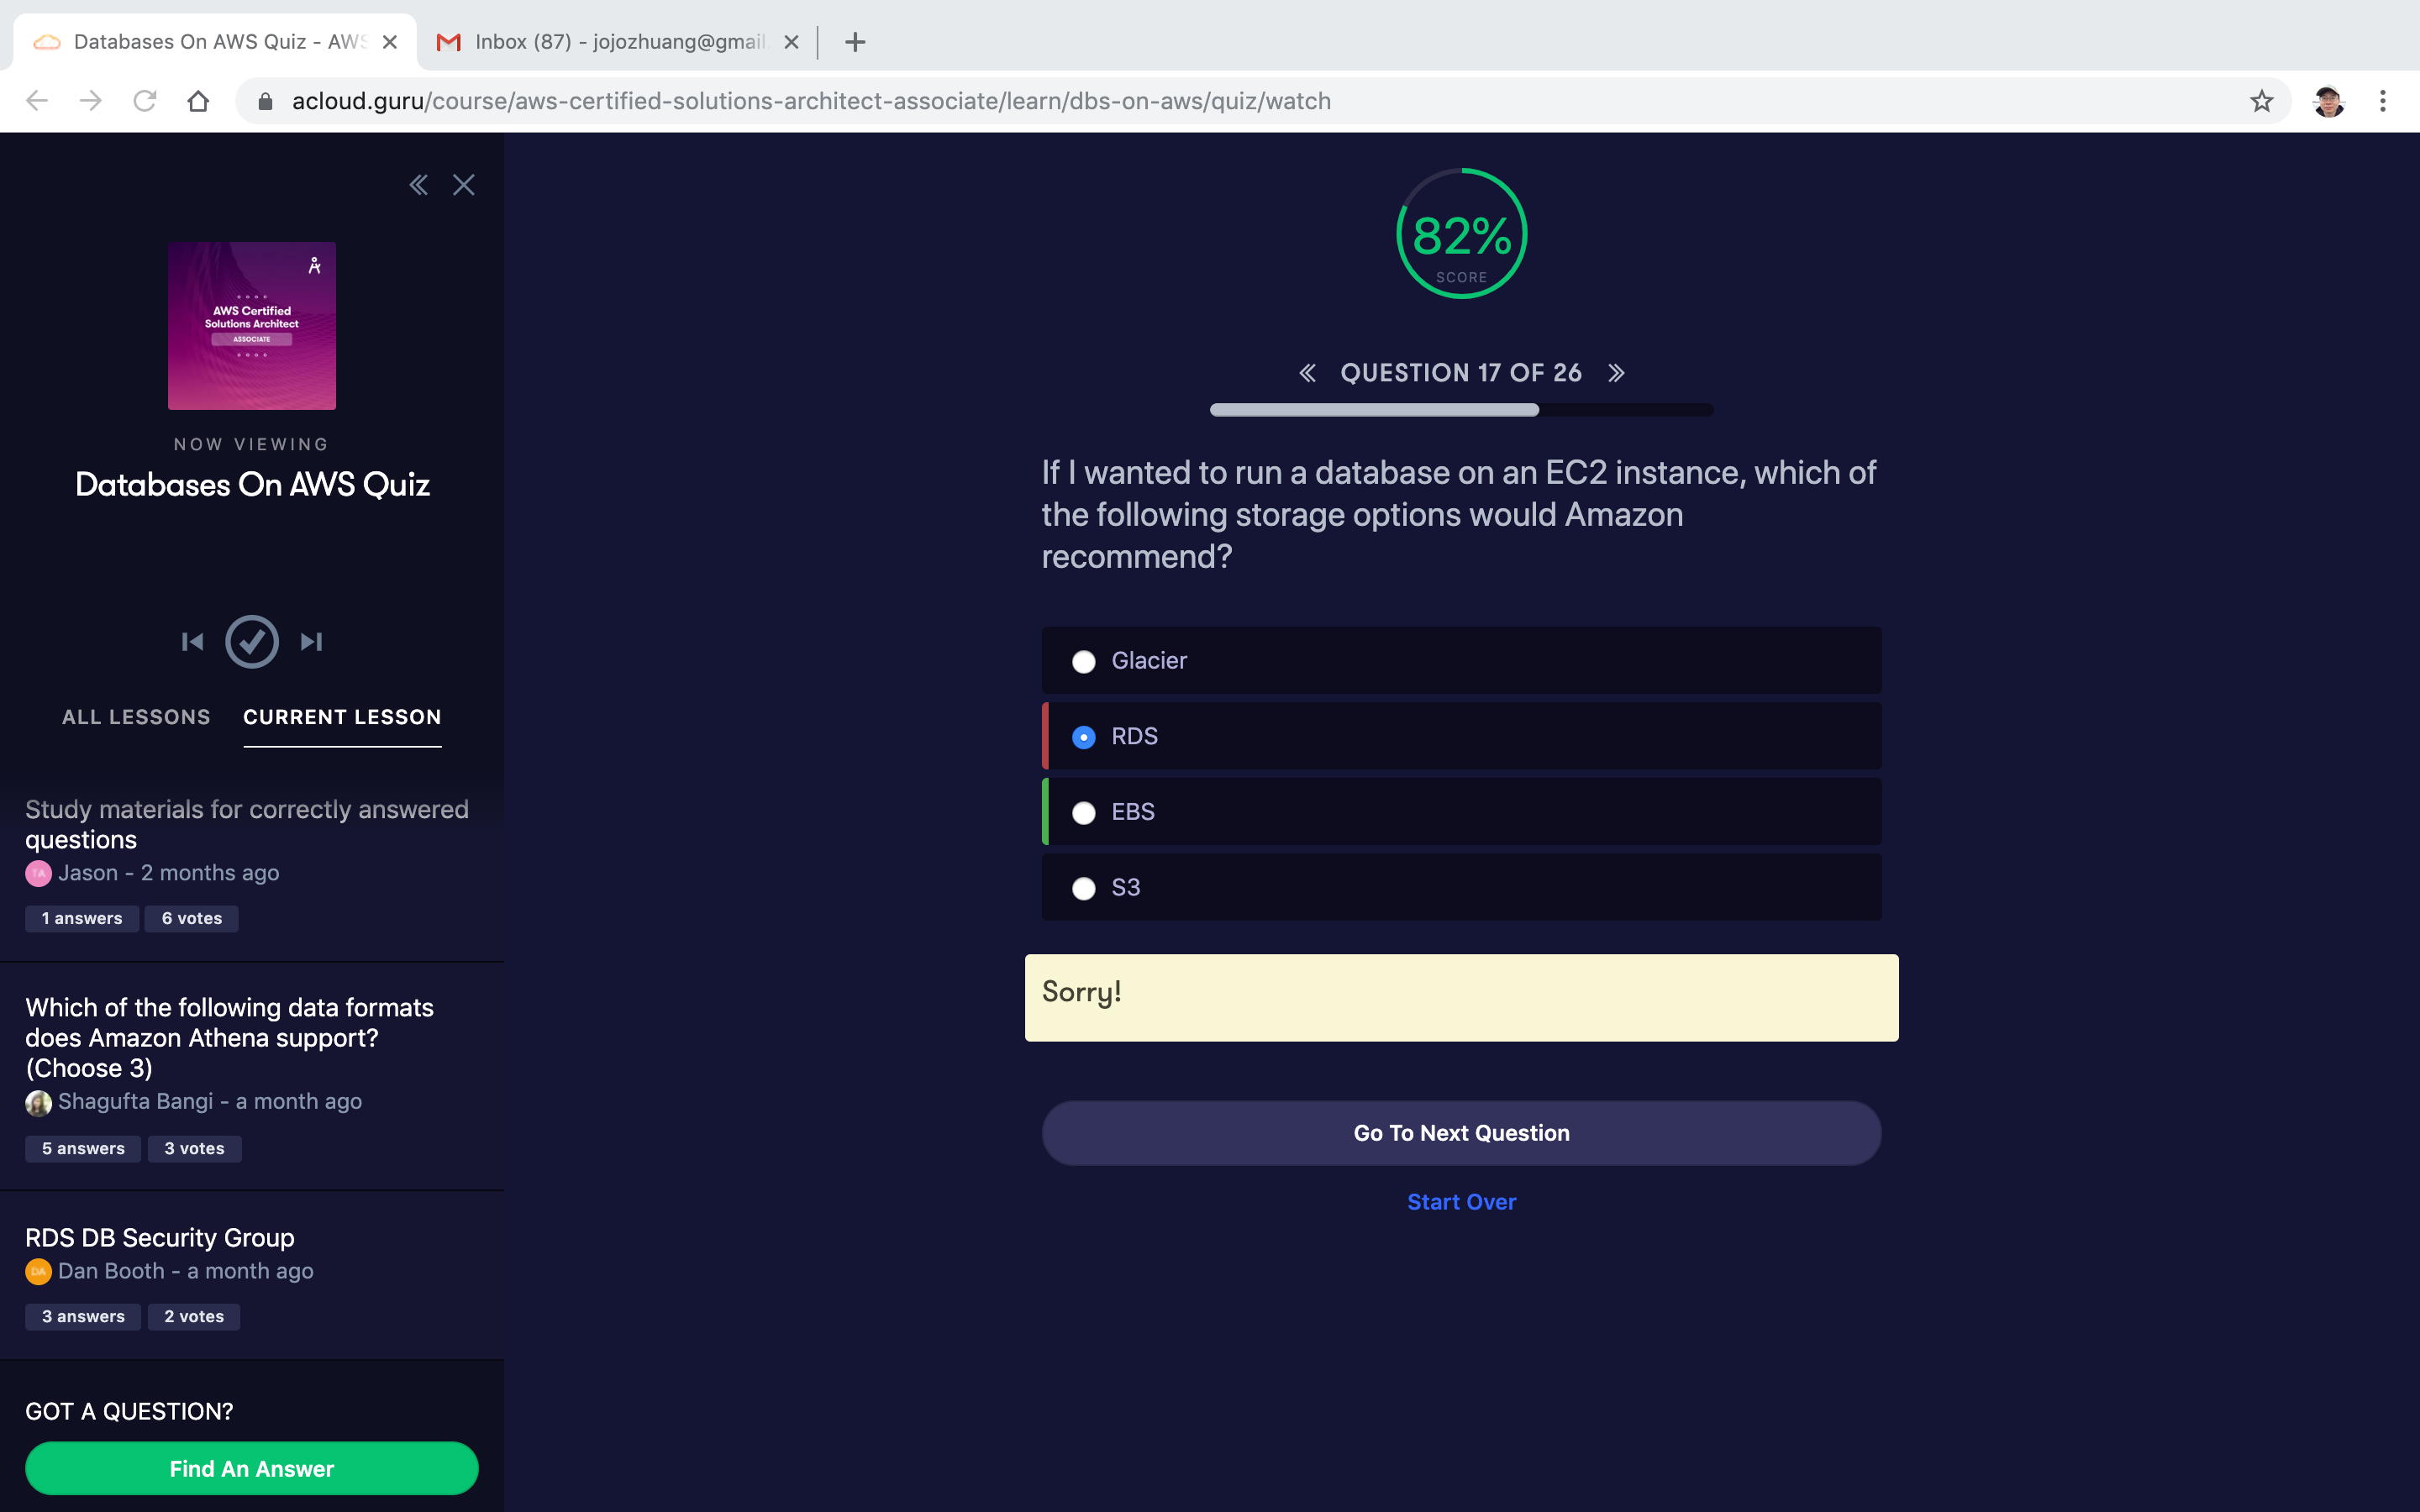 Databases On AWS Quiz - AWS
Inbox (87) - jojozhuang@gmail.
acloud.guru/course/aws-certified-solutions-architect-associate/learn/dbs-on-aws/quiz/watch
AWS Certified
Solutions Architect
ASSOCIATE
NOW VIEWING
Databases On AWS Quiz
ALL LESSONS CURRENT LESSON
Study materials for correctly answered
questions
TA Jason - 2 months ago
1 answers 6 votes
Which of the following data formats
does Amazon Athena support?
(Choose 3)
Shagufta Bangi - a month ago
5 answers 3 votes
RDS DB Security Group
DA Dan Booth - a month ago
3 answers 2 votes
GOT A QUESTION?
Find An Answer
82%
SCORE
QUESTION 17 OF 26
If I wanted to run a database on an EC2 instance, which of
the following storage options would Amazon
recommend?
Glacier
RDS
EBS
S3
Sorry!
Go To Next Question
Start Over